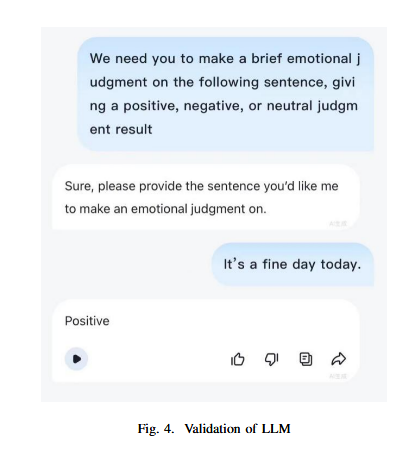 We need you to make a brief emotional j
udgment on the following sentence, givi
ng a positive, negative, or neutral judgm
ent result
Sure, please provide the sentence you'd like me
to make an emotional judgment on.
It's a fine day today.
Positive
Fig. 4. Validation of LLM